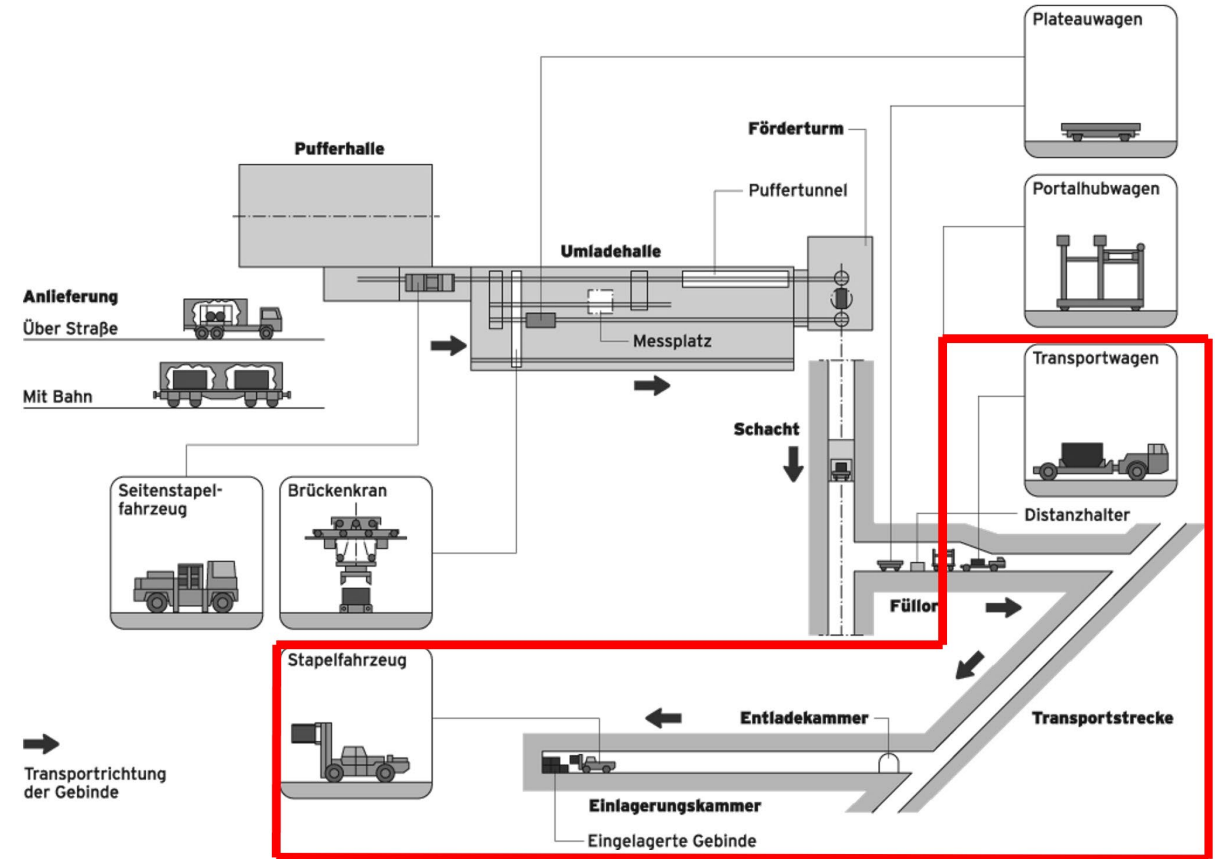 Plateauwagen
Förderturm
Pufferhalle
Portalhubwagen
Puffertunnel
Umladehalle
Anlieferung
Über Straße
Messplatz
Transportwagen
Mit Bahn
Schacht
Seitenstapel-
fahrzeug
Brückenkran
Distanzhalter
Füllor
Stapelfahrzeug
Entladekammer
Transportstrecke
Transportrichtung
der Gebinde
Einlagerungskammer
Eingelagerte Gebinde